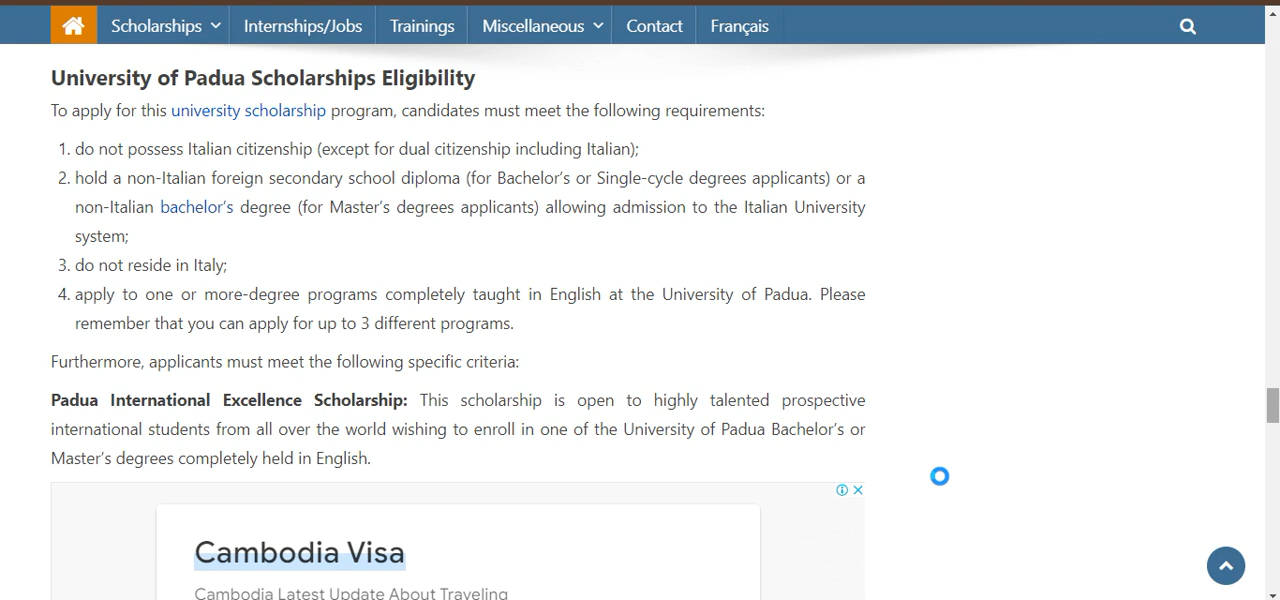 Scholarships Internships/Jobs Trainings Miscellaneous Contact Français
University of Padua Scholarships Eligibility
To apply for this university scholarship program, candidates must meet the following requirements:
1. do not possess Italian citizenship (except for dual citizenship including Italian);
2. hold a non-Italian foreign secondary school diploma (for Bachelor’s or Single-cycle degrees applicants) or a
non-Italian bachelor’s degree (for Master’s degrees applicants) allowing admission to the Italian University
system;
3. do not reside in Italy;
4. apply to one or more-degree programs completely taught in English at the University of Padua. Please
remember that you can apply for up to 3 different programs.
Furthermore, applicants must meet the following specific criteria:
Padua International Excellence Scholarship: This scholarship is open to highly talented prospective
international students from all over the world wishing to enroll in one of the University of Padua Bachelor’s or
Master’s degrees completely held in English.
Cambodia Visa
Cambodia Latest Update About Traveling